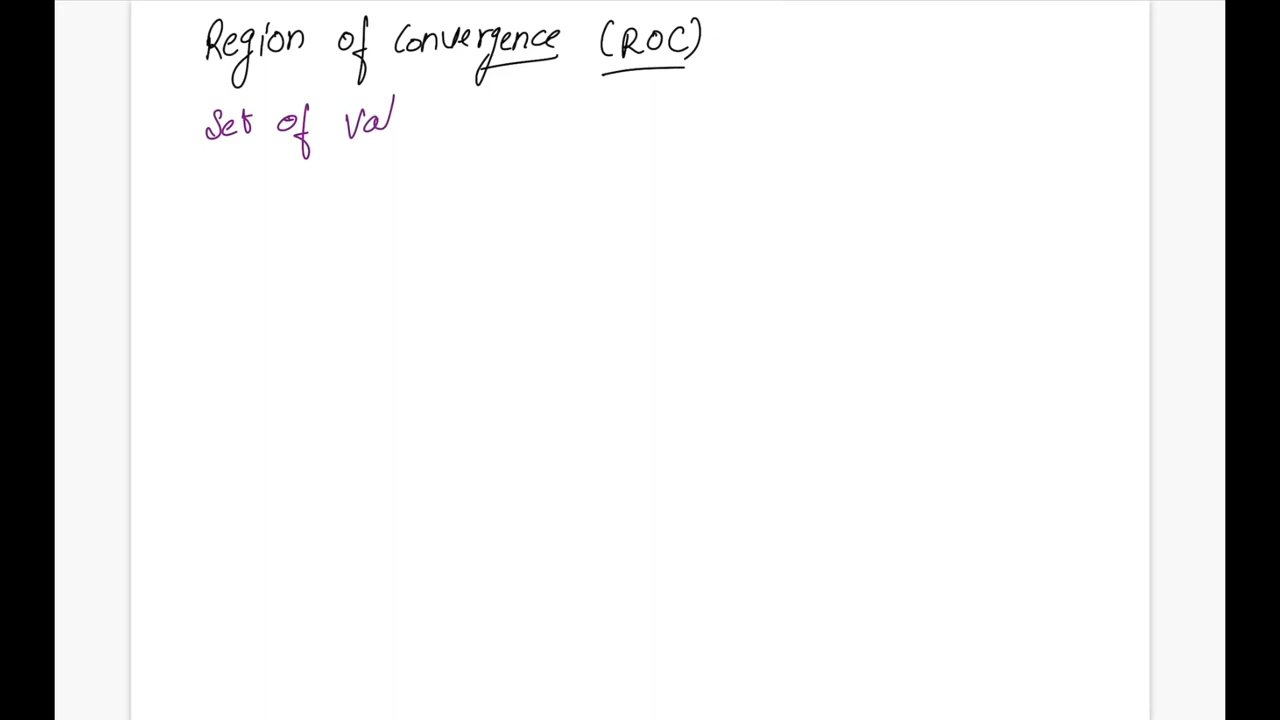 Region of Convergence (ROC)
Set of Val